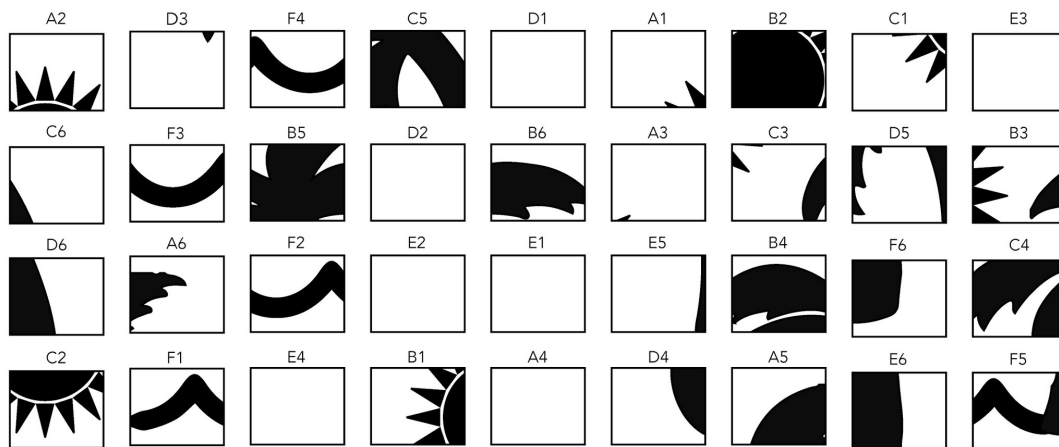 A2 D3 F4 C5 D1 A1 B2 C1 E3
C6 F3 B5 D2 B6 A3 C3 D5 B3
D6 A6 F2 E2 E1 E5 B4 F6 C4
C2 F1 E4 B1 A4 D4 A5 E6 F5